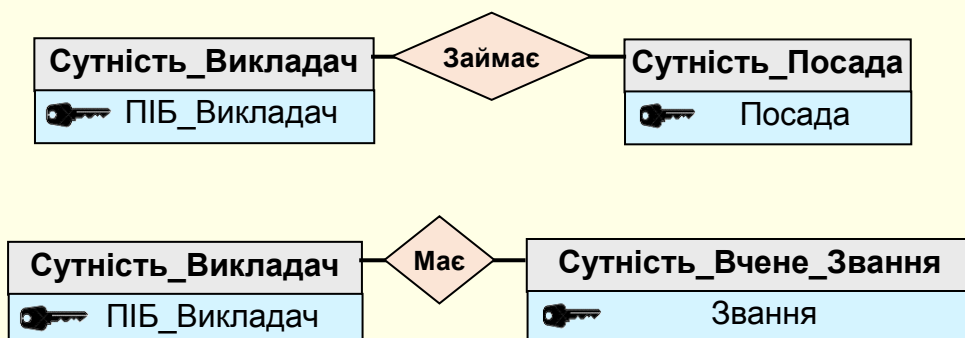 Сутність_Викладач Займає Сутність_Посада
ПІБ_Викладач Посада
Сутність_Викладач Має Сутність_Вчене_Звання
ПІБ_Викладач Звання